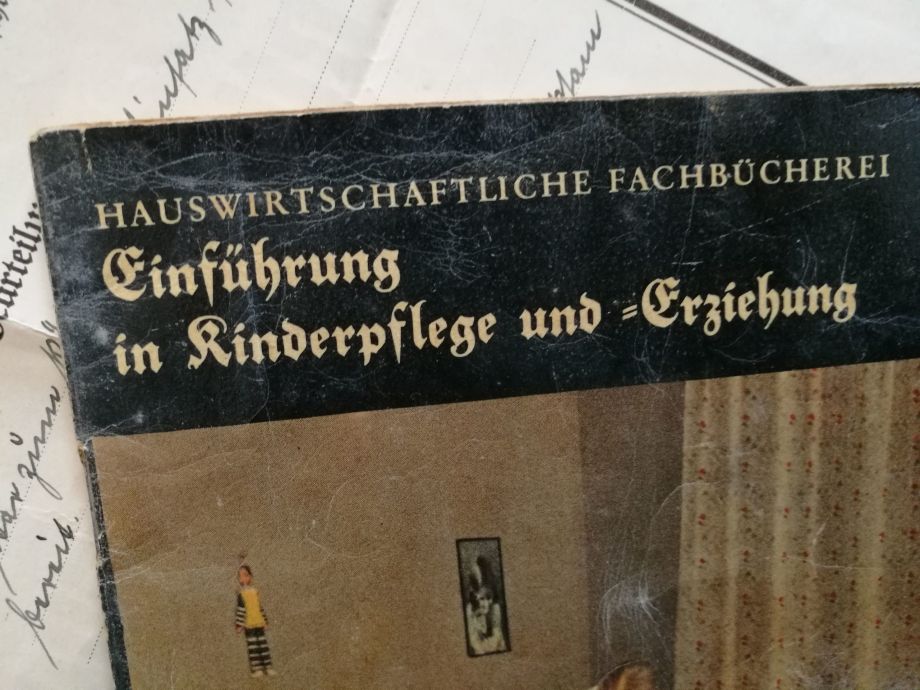 HAUSWIRTSCHAFTLICHE FACHBÜCHEREI
Einführung
in Kinderpflege und =Erziehung